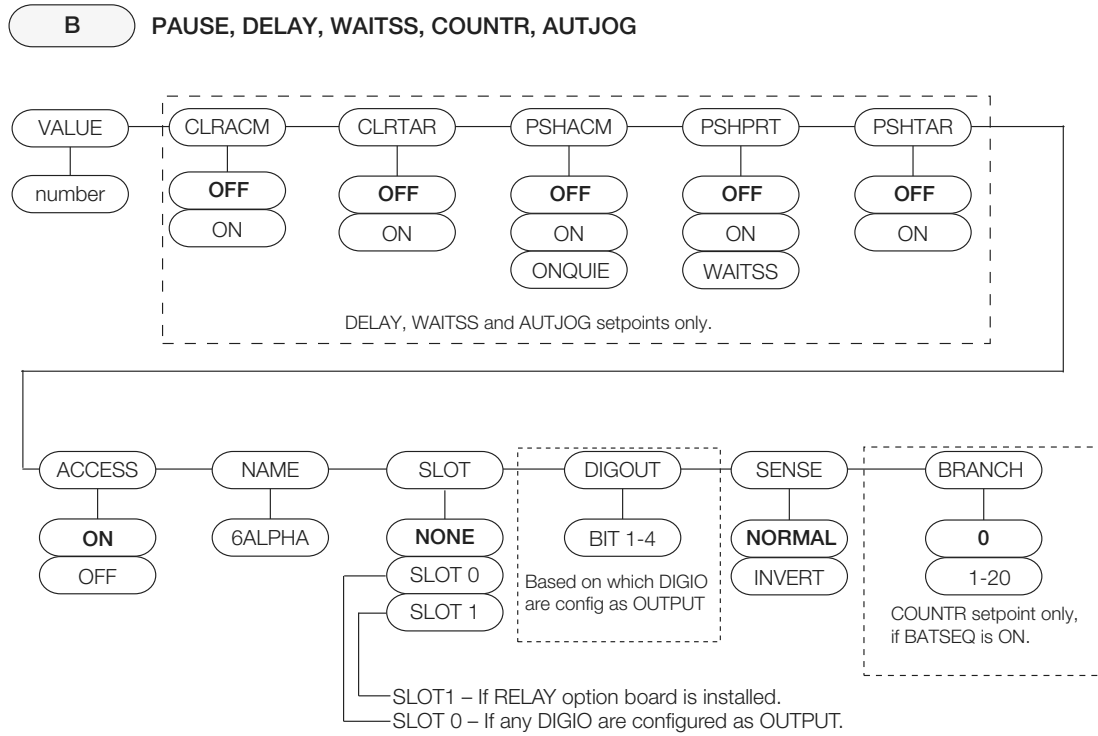 B PAUSE, DELAY, WAITSS, COUNTR, AUTJOG
VALUE CLRACM CLRTAR PSHACM PSHPRT PSHTAR
number OFF OFF OFF OFF OFF
ON ON ON ON ON
ONQUIE WAITSS
DELAY, WAITSS and AUTJOG setpoints only.
ACCESS NAME SLOT DIGOUT SENSE BRANCH
ON 6ALPHA NONE BIT 1-4 NORMAL 0
OFF SLOT 0 INVERT 1-20
SLOT 1
Based on which DIGIO
are config as OUTPUT
COUNTR setpoint only,
if BATSEQ is ON.
SLOT1 – If RELAY option board is installed.
SLOT 0 – If any DIGIO are configured as OUTPUT.